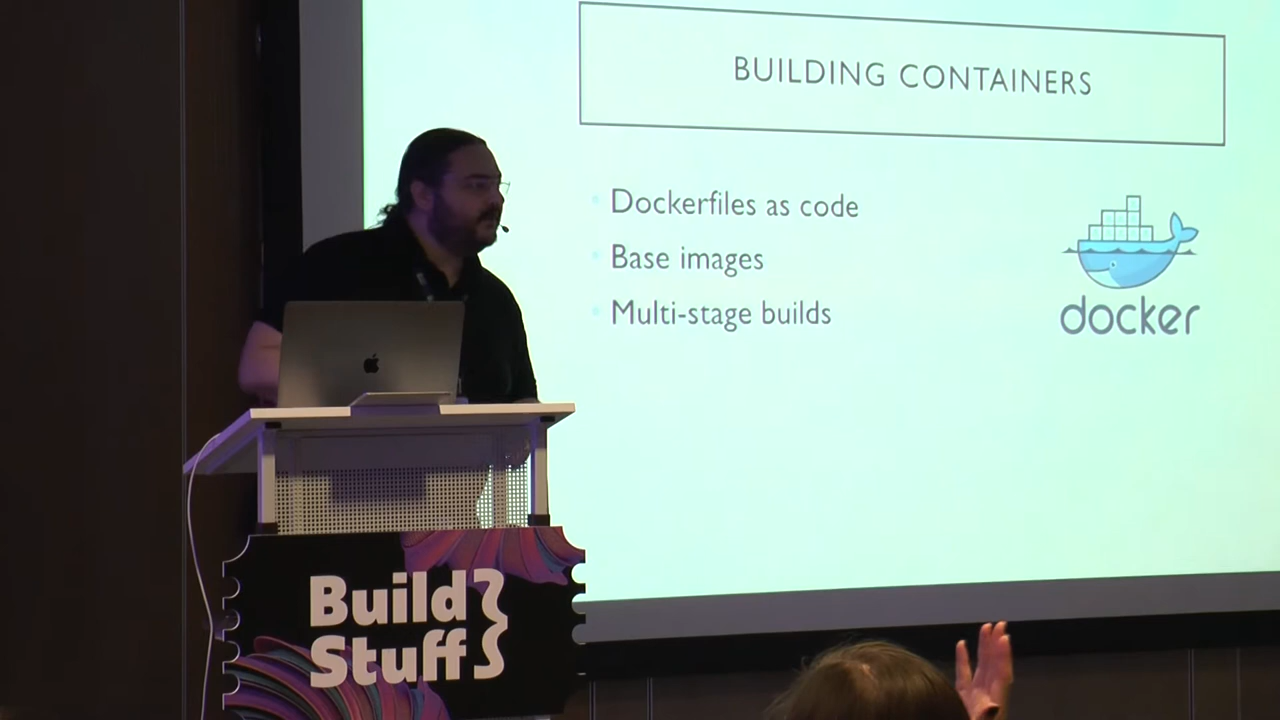 BUILDING CONTAINERS
Dockerfiles as code
Base images
Multi-stage builds
docker
Build
Stuff